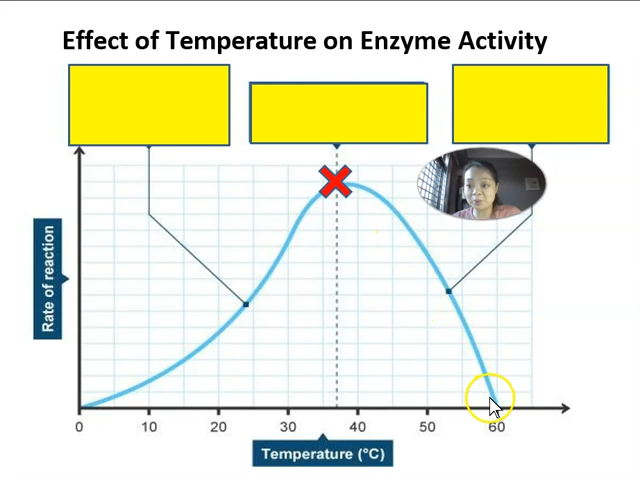 Effect of Temperature on Enzyme Activity
Rate of reaction
0 10 20 30 40 50 60
Temperature (°C)